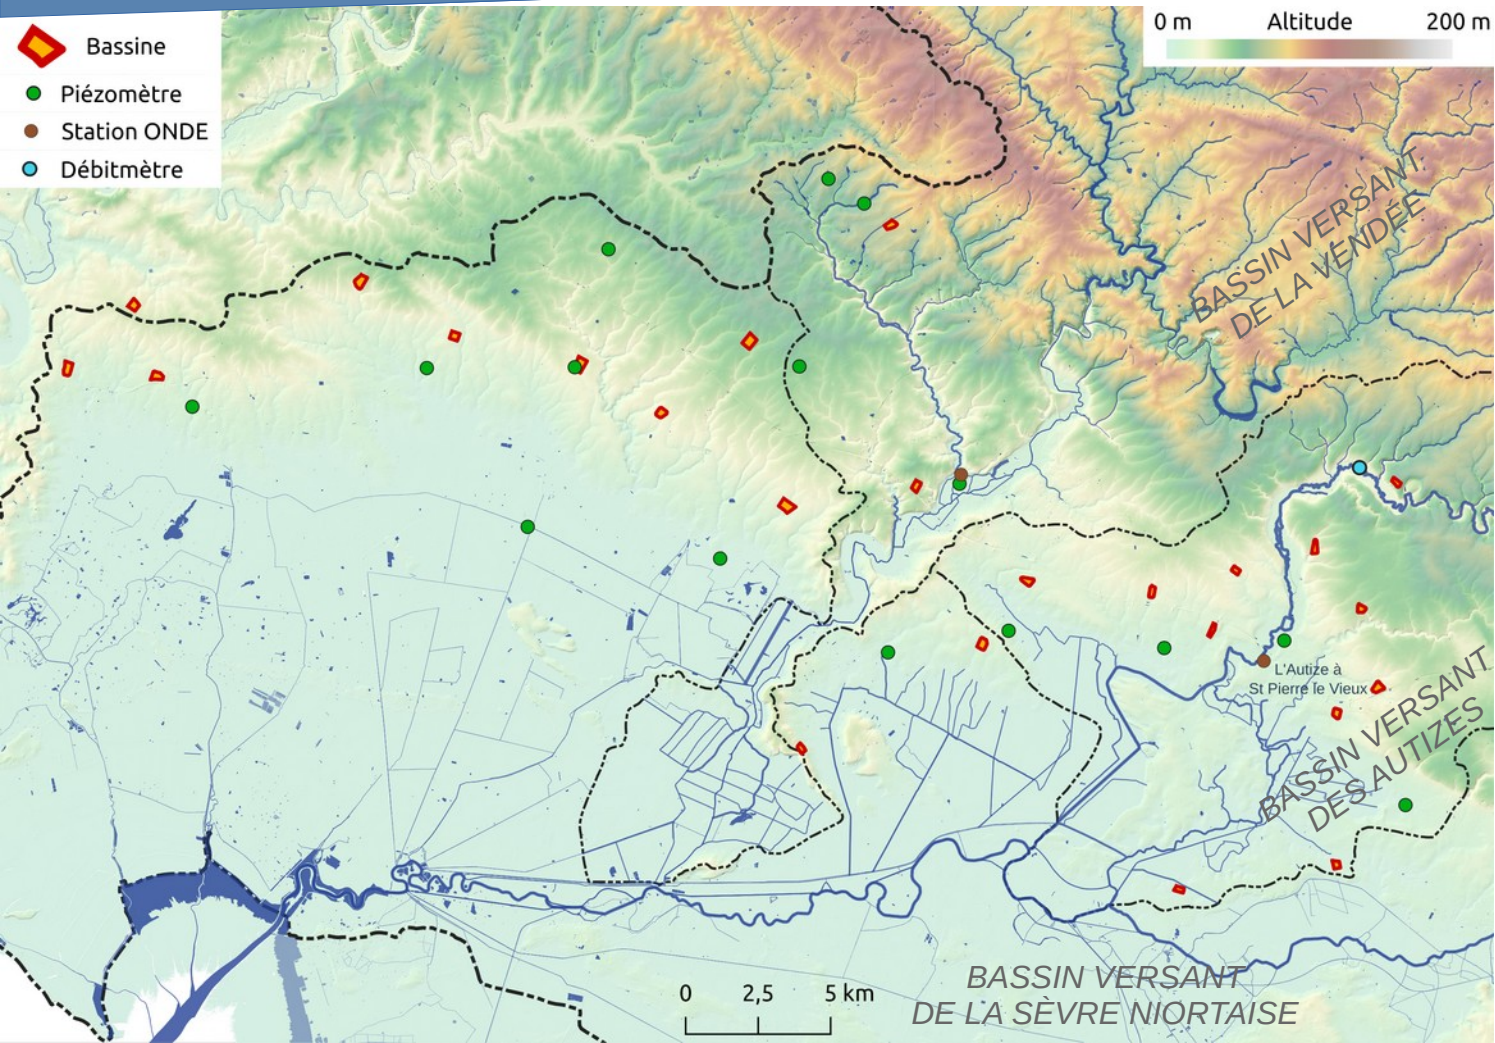 Bassine
Piézomètre
Station ONDE
Débitmètre
0 m
Altitude
200 m
BASSIN VERSANT
DE LA VENDÉE
L'Autize à
St Pierre le Vieux
BASSIN VERSANT
DES AUTIZES
0
2,5
5 km
BASSIN VERSANT
DE LA SÈVRE NIORTAISE